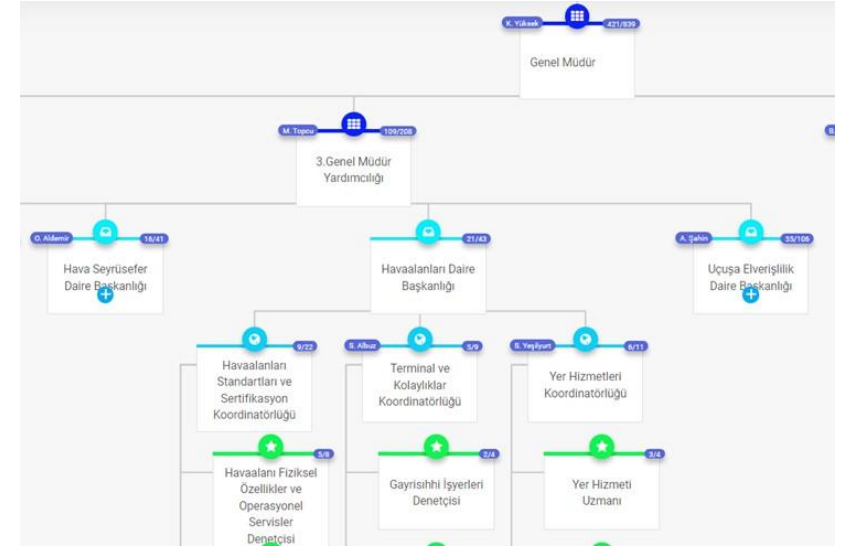 K. Yüksek 421/839
Genel Müdür
M. Topcu 109/208
3.Genel Müdür
Yardımcılığı
O. Aldemir 16/41
Hava Seyrüsefer
Daire Başkanlığı
21/43
Havaalanları Daire
Başkanlığı
A. Şahin 55/106
Uçuşa Elverişlilik
Daire Başkanlığı
9/22
Havaalanları
Standartları ve
Sertifikasyon
Koordinatörlüğü
S. Albuz 5/9
Terminal ve
Kolaylıklar
Koordinatörlüğü
S. Yeşilyurt 6/11
Yer Hizmetleri
Koordinatörlüğü
5/8
Havaalanı Fiziksel
Özellikler ve
Operasyonel
Servisler
Denetçisi
2/4
Gayrisıhhi İşyerleri
Denetçisi
3/4
Yer Hizmeti
Uzmanı